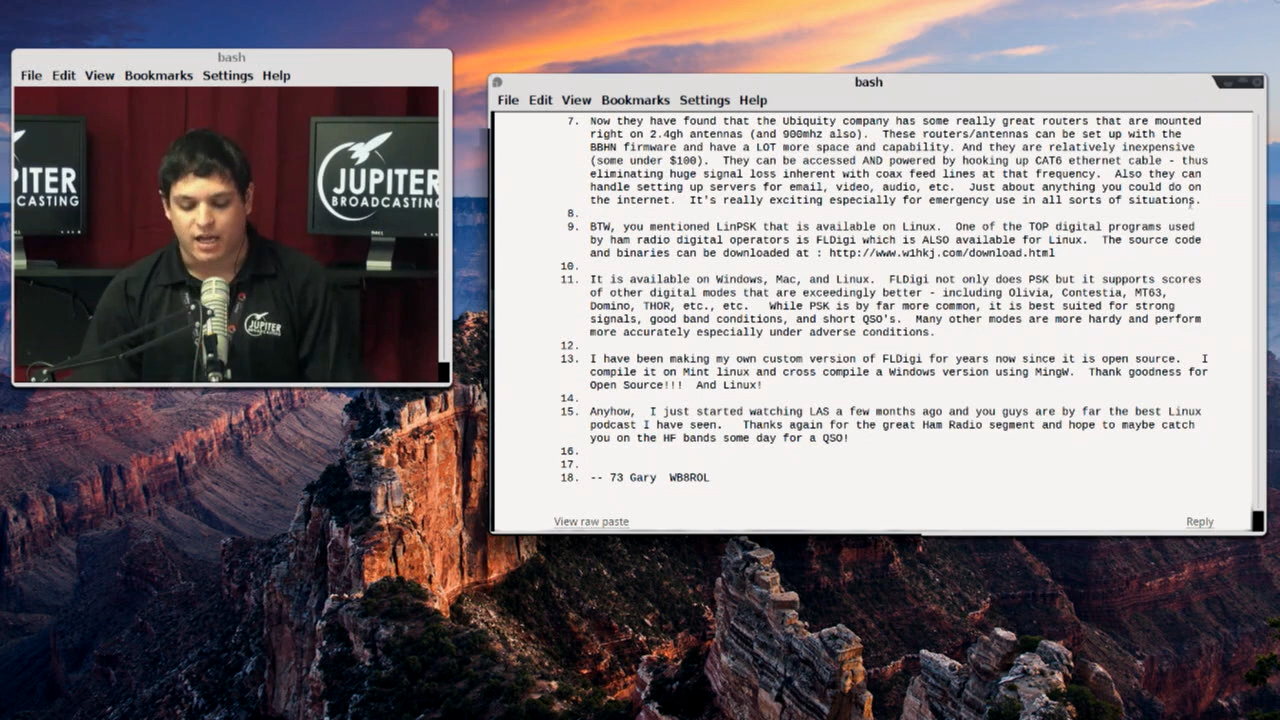 bash
File Edit View Bookmarks Settings Help
JUPITER
BROADCASTING
JUPITER
bash
File Edit View Bookmarks Settings Help
7. Now they have found that the Ubiquity company has some really great routers that are mounted
right on 2.4gh antennas (and 900mhz also). These routers/antennas can be set up with the
BBHN firmware and have a LOT more space and capability. And they are relatively inexpensive
(some under $100). They can be accessed AND powered by hooking up CAT6 ethernet cable - thus
eliminating huge signal loss inherent with coax feed lines at that frequency. Also they can
handle setting up servers for email, video, audio, etc. Just about anything you could do on
the internet. It's really exciting especially for emergency use in all sorts of situations.
8.
9. BTW, you mentioned LinPSK that is available on Linux. One of the TOP digital programs used
by ham radio digital operators is FLDigi which is ALSO available for Linux. The source code
and binaries can be downloaded at : http://www.w1hkj.com/download.html
10.
11. It is available on Windows, Mac, and Linux. FLDigi not only does PSK but it supports scores
of other digital modes that are exceedingly better - including Olivia, Contestia, MT63,
Domino, THOR, etc., etc. While PSK is by far more common, it is best suited for strong
signals, good band conditions, and short QSO's. Many other modes are more hardy and perform
more accurately especially under adverse conditions.
12.
13. I have been making my own custom version of FLDigi for years now since it is open source. I
compile it on Mint linux and cross compile a Windows version using MingW. Thank goodness for
Open Source!!! And Linux!
14.
15. Anyhow, I just started watching LAS a few months ago and you guys are by far the best Linux
podcast I have seen. Thanks again for the great Ham Radio segment and hope to maybe catch
you on the HF bands some day for a QSO!
16.
17.
18. -- 73 Gary WB8ROL
View raw paste
Reply